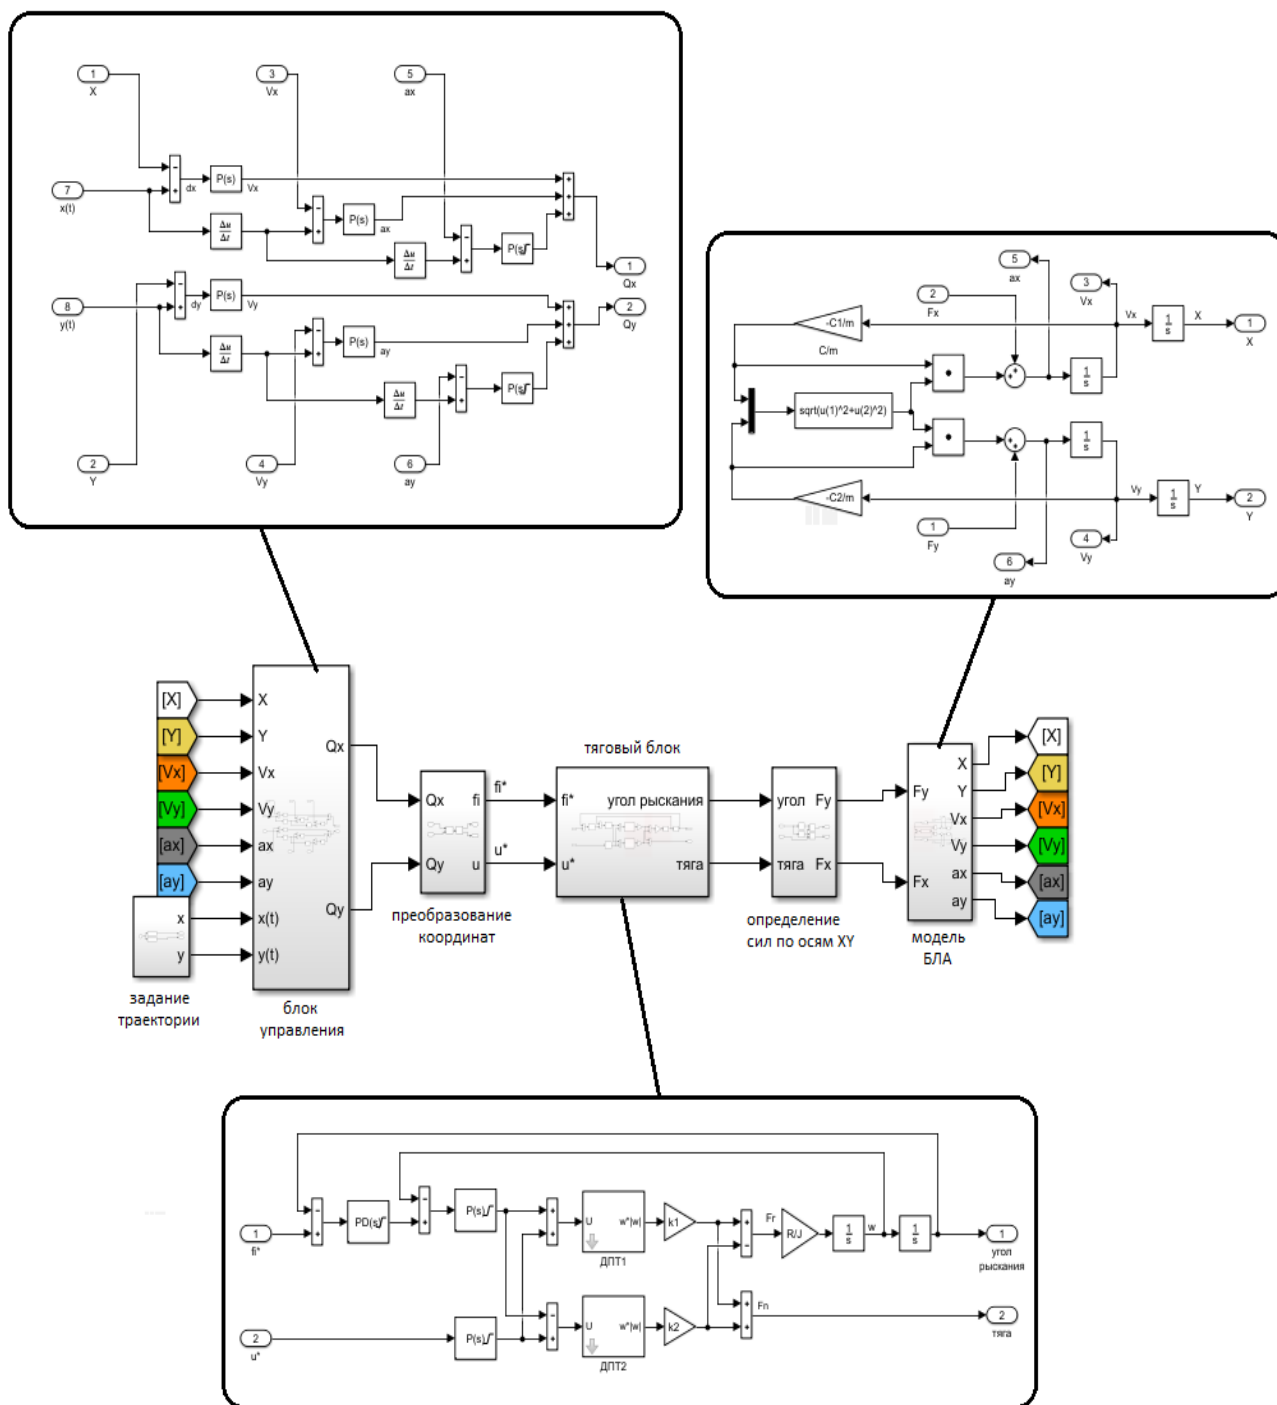 1
X
3
Vx
5
ax
7
x(t)
-
+
dx
P(s)
Vx
Δu
Δt
-
+
P(s)
ax
Δu
Δt
-
+
P(s)
+
+
+
1
Qx
8
y(t)
-
+
dy
P(s)
Vy
Δu
Δt
-
+
P(s)
ay
Δu
Δt
-
+
P(s)
+
+
+
2
Qy
2
Y
4
Vy
6
ay
5
ax
2
Fx
3
Vx
-C1/m
C/m
Vx
1
s
X
1
X
sqrt(u(1)^2+u(2)^2)
+
+
1
s
+
+
1
s
-C2/m
Vy
1
s
Y
2
Y
1
Fy
4
Vy
6
ay
[X]
[Y]
[Vx]
[Vy]
[ax]
[ay]
x
y
задание
траектории
X
Y
Vx
Vy
ax
ay
x(t)
y(t)
Qx
Qy
блок
управления
Qx
Qy
fi
u
преобразование
координат
fi*
u*
тяговый блок
fi*
u*
угол рыскания
тяга
угол
тяга
Fy
Fx
определение
сил по осям XY
Fy
Fx
X
Y
Vx
Vy
ax
ay
модель
БЛА
[X]
[Y]
[Vx]
[Vy]
[ax]
[ay]
1
fi*
-
+
PD(s)
-
+
P(s)
+
+
U
w*|w|
ДПТ1
k1
+
-
Fr
R/J
1
s
w
1
s
1
угол
рыскания
2
u*
P(s)
-
+
U
w*|w|
ДПТ2
k2
+
+
Fn
2
тяга